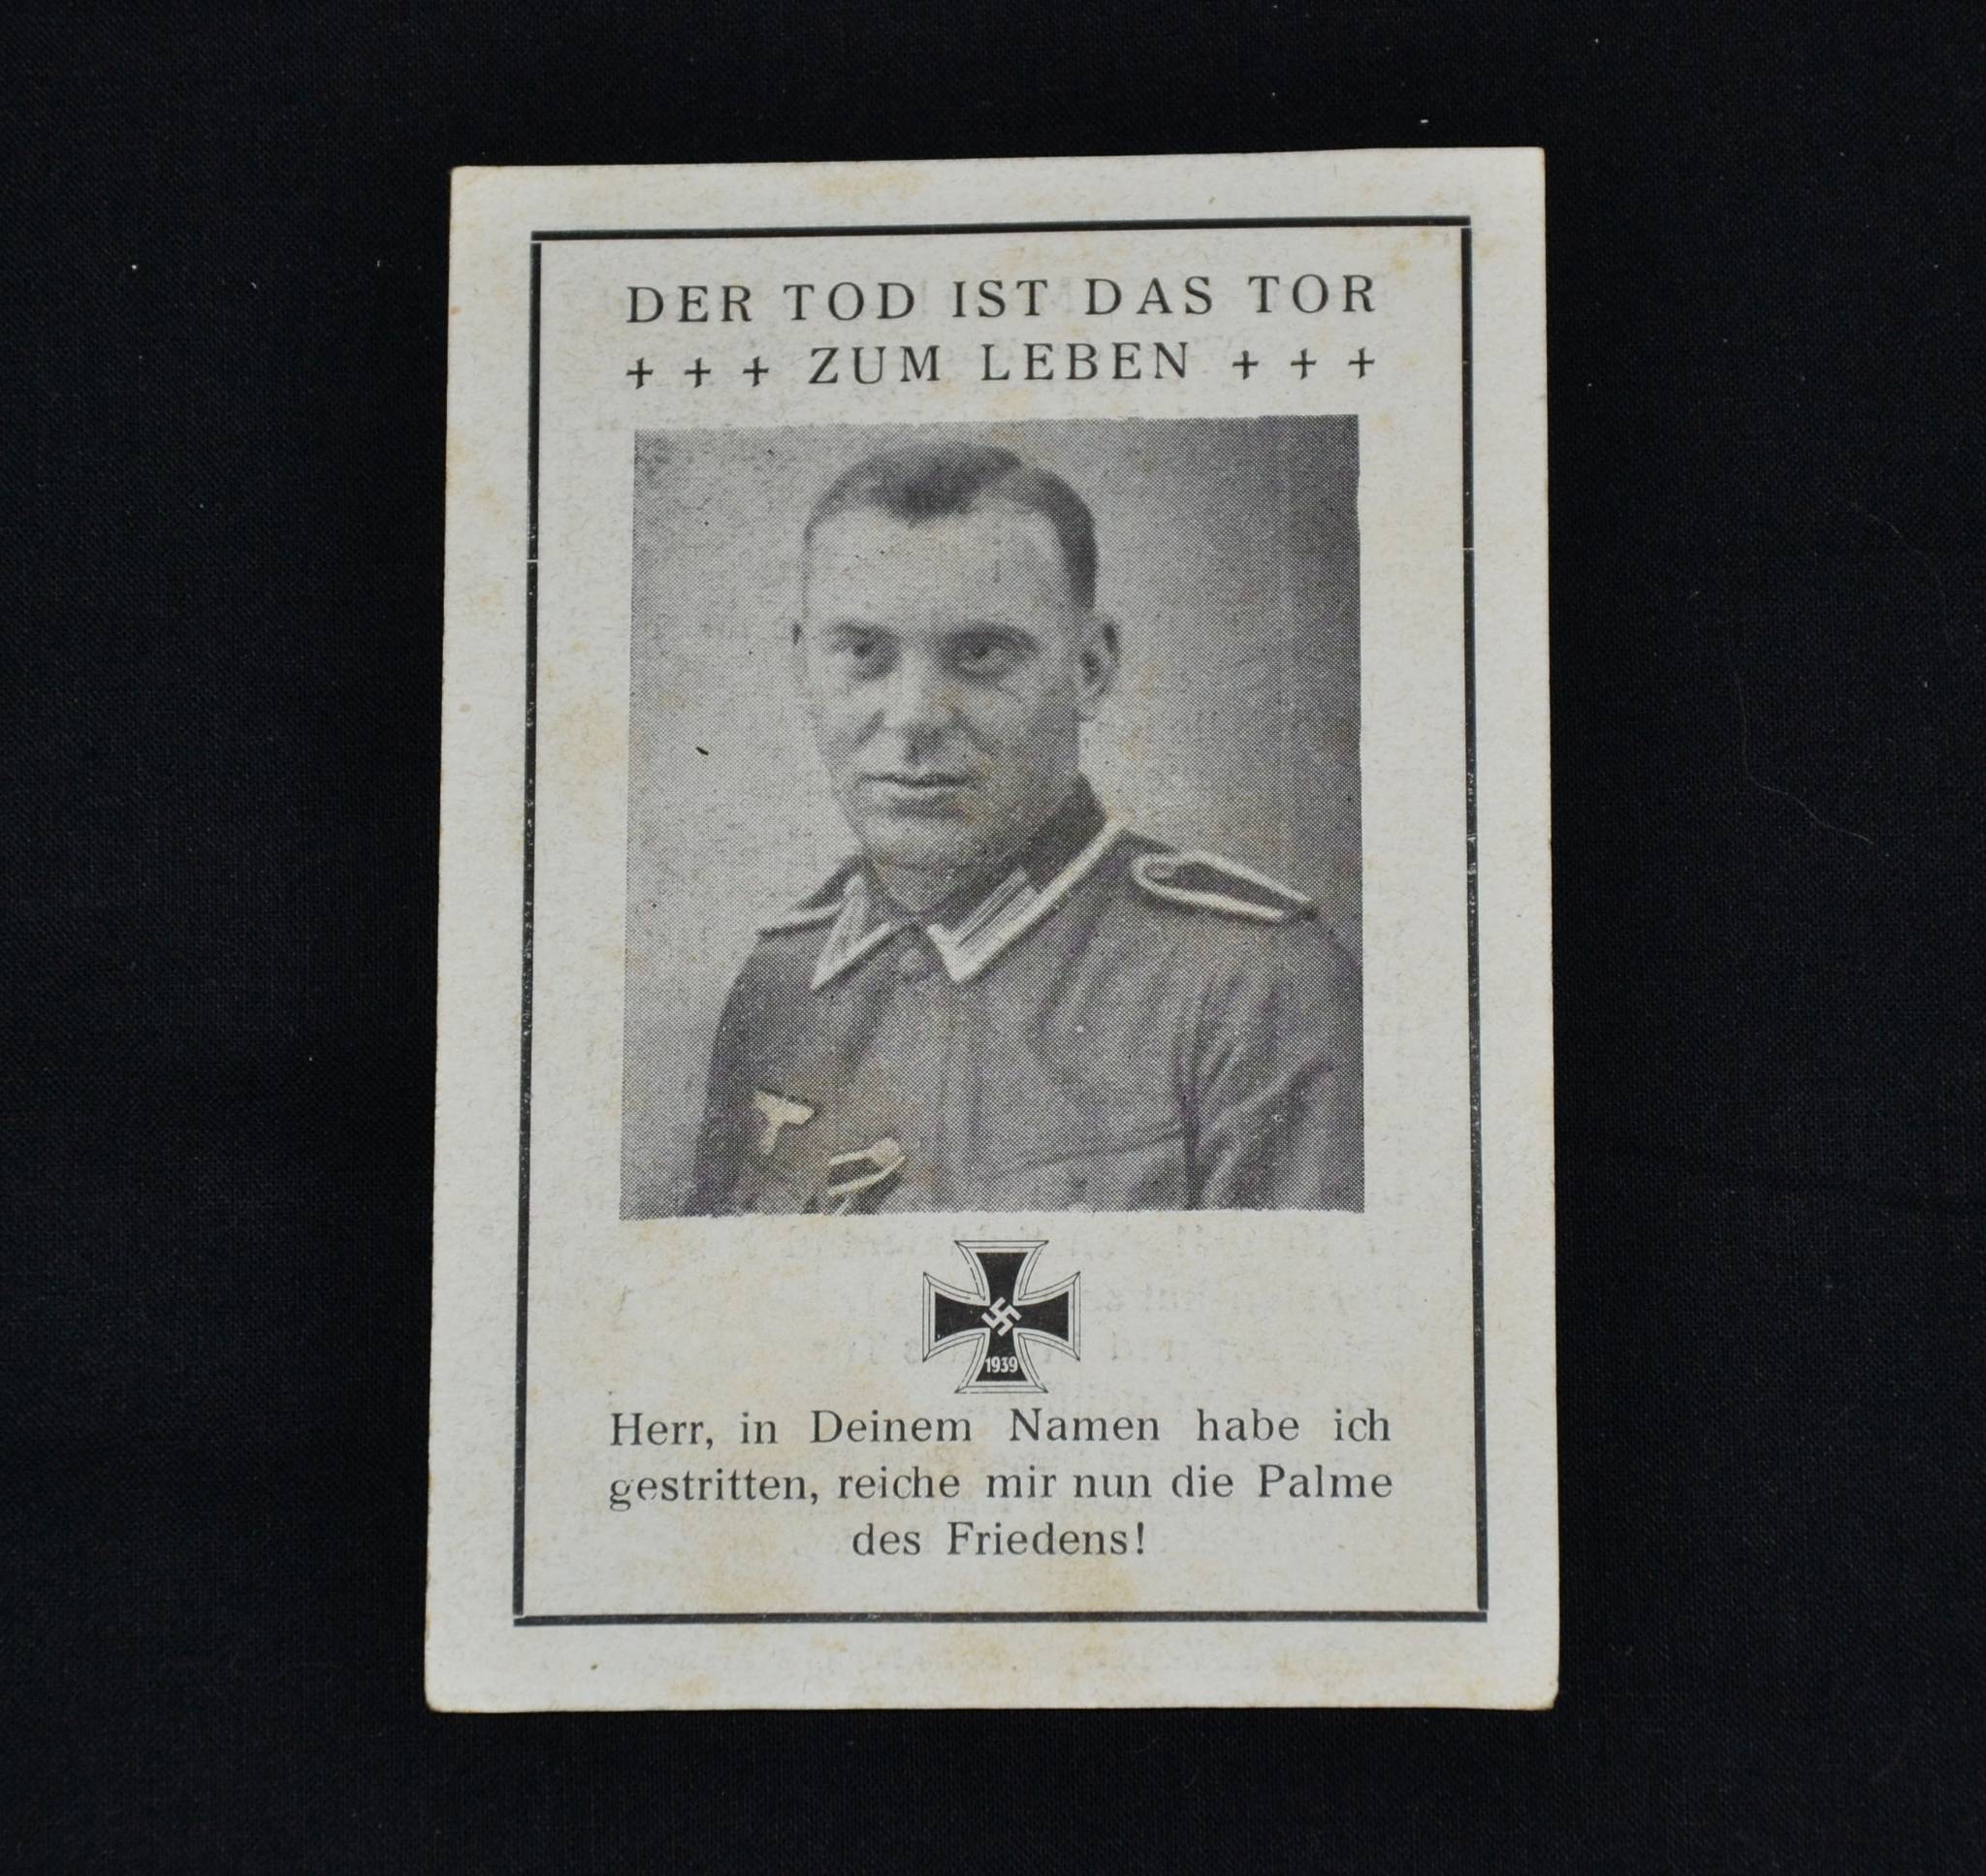 DER TOD IST DAS TOR
+ + + ZUM LEBEN + + +
1939
Herr, in Deinem Namen habe ich
gestritten, reiche mir nun die Palme
des Friedens!